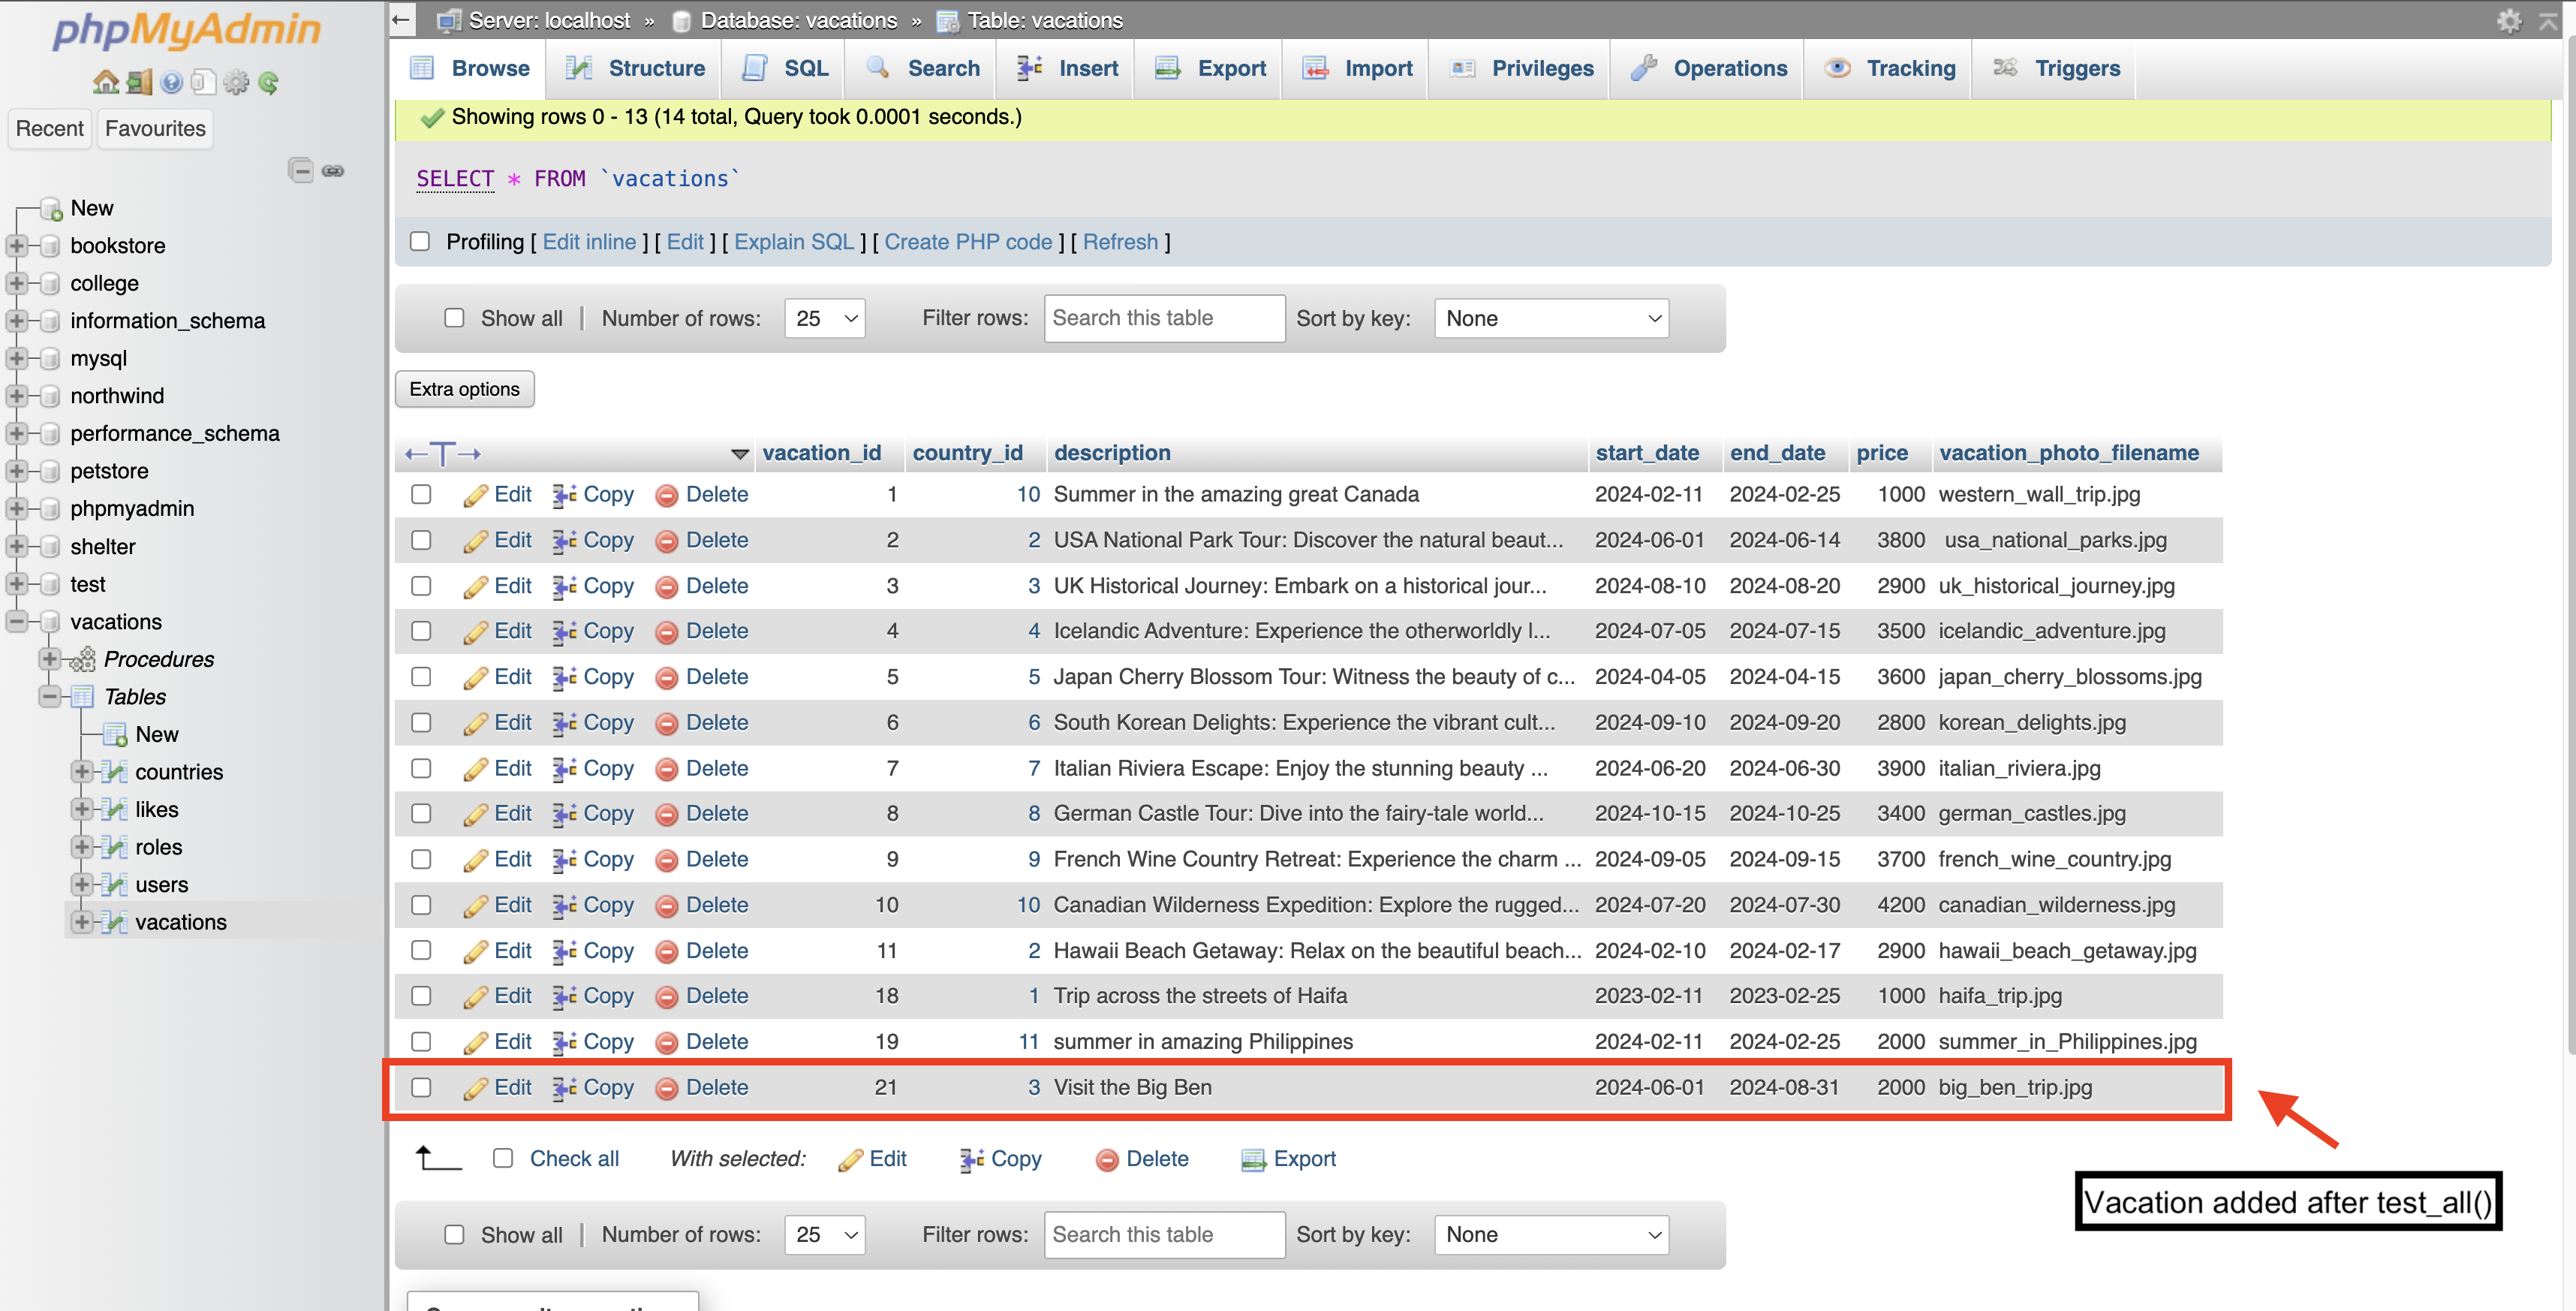 phpMyAdmin
Recent Favourites
New
bookstore
college
information_schema
mysql
northwind
performance_schema
petstore
phpmyadmin
shelter
test
vacations
Procedures
Tables
New
countries
likes
roles
users
vacations
Server: localhost » Database: vacations » Table: vacations
Browse Structure SQL Search Insert Export Import Privileges Operations Tracking Triggers
Showing rows 0 - 13 (14 total, Query took 0.0001 seconds.)
SELECT * FROM `vacations`
Profiling [ Edit inline ] [ Edit ] [ Explain SQL ] [ Create PHP code ] [ Refresh ]
Show all | Number of rows: 25 Filter rows: Search this table Sort by key: None
Extra options
←T→ vacation_id country_id description start_date end_date price vacation_photo_filename
Edit Copy Delete 1 10 Summer in the amazing great Canada 2024-02-11 2024-02-25 1000 western_wall_trip.jpg
Edit Copy Delete 2 2 USA National Park Tour: Discover the natural beaut... 2024-06-01 2024-06-14 3800 usa_national_parks.jpg
Edit Copy Delete 3 3 UK Historical Journey: Embark on a historical jour... 2024-08-10 2024-08-20 2900 uk_historical_journey.jpg
Edit Copy Delete 4 4 Icelandic Adventure: Experience the otherworldly l... 2024-07-05 2024-07-15 3500 icelandic_adventure.jpg
Edit Copy Delete 5 5 Japan Cherry Blossom Tour: Witness the beauty of c... 2024-04-05 2024-04-15 3600 japan_cherry_blossoms.jpg
Edit Copy Delete 6 6 South Korean Delights: Experience the vibrant cult... 2024-09-10 2024-09-20 2800 korean_delights.jpg
Edit Copy Delete 7 7 Italian Riviera Escape: Enjoy the stunning beauty ... 2024-06-20 2024-06-30 3900 italian_riviera.jpg
Edit Copy Delete 8 8 German Castle Tour: Dive into the fairy-tale world... 2024-10-15 2024-10-25 3400 german_castles.jpg
Edit Copy Delete 9 9 French Wine Country Retreat: Experience the charm ... 2024-09-05 2024-09-15 3700 french_wine_country.jpg
Edit Copy Delete 10 10 Canadian Wilderness Expedition: Explore the rugged... 2024-07-20 2024-07-30 4200 canadian_wilderness.jpg
Edit Copy Delete 11 2 Hawaii Beach Getaway: Relax on the beautiful beach... 2024-02-10 2024-02-17 2900 hawaii_beach_getaway.jpg
Edit Copy Delete 18 1 Trip across the streets of Haifa 2023-02-11 2023-02-25 1000 haifa_trip.jpg
Edit Copy Delete 19 11 summer in amazing Philippines 2024-02-11 2024-02-25 2000 summer_in_Philippines.jpg
Edit Copy Delete 21 3 Visit the Big Ben 2024-06-01 2024-08-31 2000 big_ben_trip.jpg
Check all With selected: Edit Copy Delete Export
Vacation added after test_all()
Show all | Number of rows: 25 Filter rows: Search this table Sort by key: None